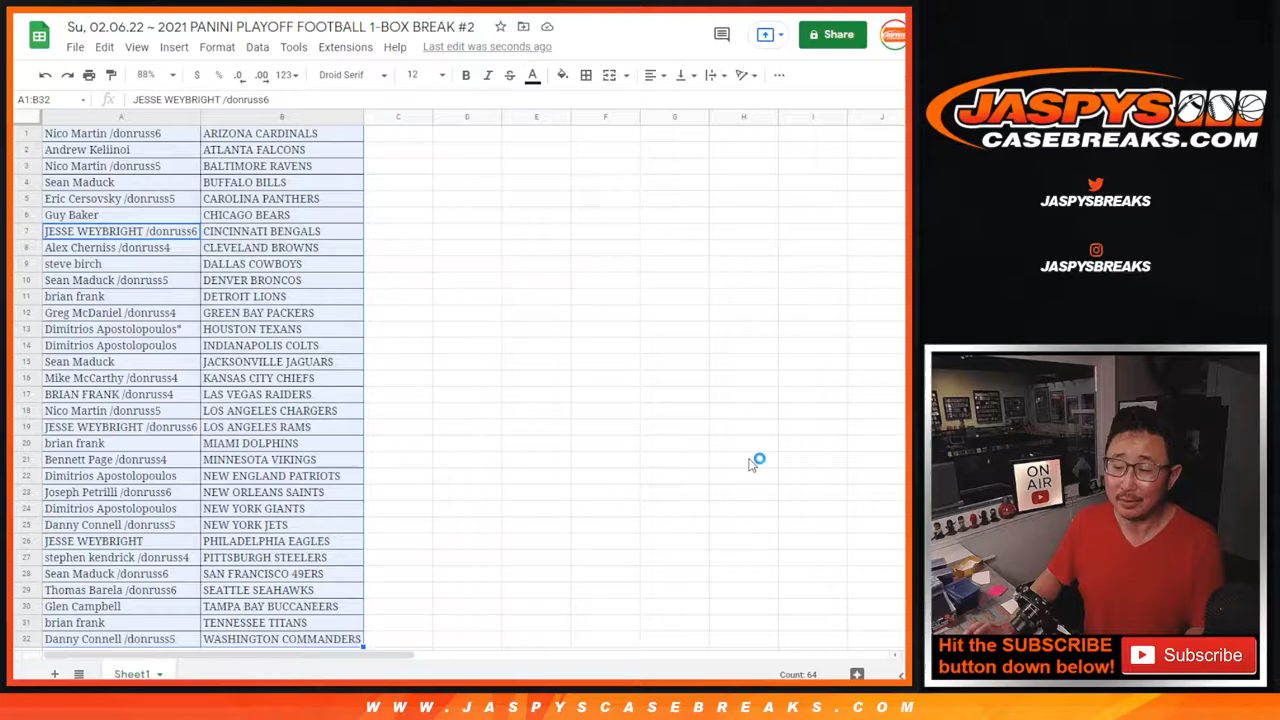 Su, 02.06.22 ~ 2021 PANINI PLAYOFF FOOTBALL 1-BOX BREAK #2
Share
File Edit View Insert Format Data Tools Extensions Help Last edit was seconds ago
88% $ % .0 .00 123 Droid Serif 12 B I S A
A1:B32 fx JESSE WEYBRIGHT /donruss6
A B C D E F G H I J
1 Nico Martin /donruss6 ARIZONA CARDINALS
2 Andrew Keliinoi ATLANTA FALCONS
3 Nico Martin /donruss5 BALTIMORE RAVENS
4 Sean Maduck BUFFALO BILLS
5 Eric Cersovsky /donruss5 CAROLINA PANTHERS
6 Guy Baker CHICAGO BEARS
7 JESSE WEYBRIGHT /donruss6 CINCINNATI BENGALS
8 Alex Cherniss /donruss4 CLEVELAND BROWNS
9 steve birch DALLAS COWBOYS
10 Sean Maduck /donruss5 DENVER BRONCOS
11 brian frank DETROIT LIONS
12 Greg McDaniel /donruss4 GREEN BAY PACKERS
13 Dimitrios Apostolopoulos* HOUSTON TEXANS
14 Dimitrios Apostolopoulos INDIANAPOLIS COLTS
15 Sean Maduck JACKSONVILLE JAGUARS
16 Mike McCarthy /donruss4 KANSAS CITY CHIEFS
17 BRIAN FRANK /donruss4 LAS VEGAS RAIDERS
18 Nico Martin /donruss5 LOS ANGELES CHARGERS
19 JESSE WEYBRIGHT /donruss6 LOS ANGELES RAMS
20 brian frank MIAMI DOLPHINS
21 Bennett Page /donruss4 MINNESOTA VIKINGS
22 Dimitrios Apostolopoulos NEW ENGLAND PATRIOTS
23 Joseph Petrilli /donruss6 NEW ORLEANS SAINTS
24 Dimitrios Apostolopoulos NEW YORK GIANTS
25 Danny Connell /donruss5 NEW YORK JETS
26 JESSE WEYBRIGHT PHILADELPHIA EAGLES
27 stephen kendrick /donruss4 PITTSBURGH STEELERS
28 Sean Maduck /donruss6 SAN FRANCISCO 49ERS
29 Thomas Barela /donruss6 SEATTLE SEAHAWKS
30 Glen Campbell TAMPA BAY BUCCANEERS
31 brian frank TENNESSEE TITANS
32 Danny Connell /donruss5 WASHINGTON COMMANDERS
Sheet1 Count: 64
JASPYS
CASEBREAKS.COM
JASPYSBREAKS
JASPYSBREAKS
ON
AIR
Hit the SUBSCRIBE
button down below!
Subscribe
WWW.JASPYSCASEBREAKS.COM